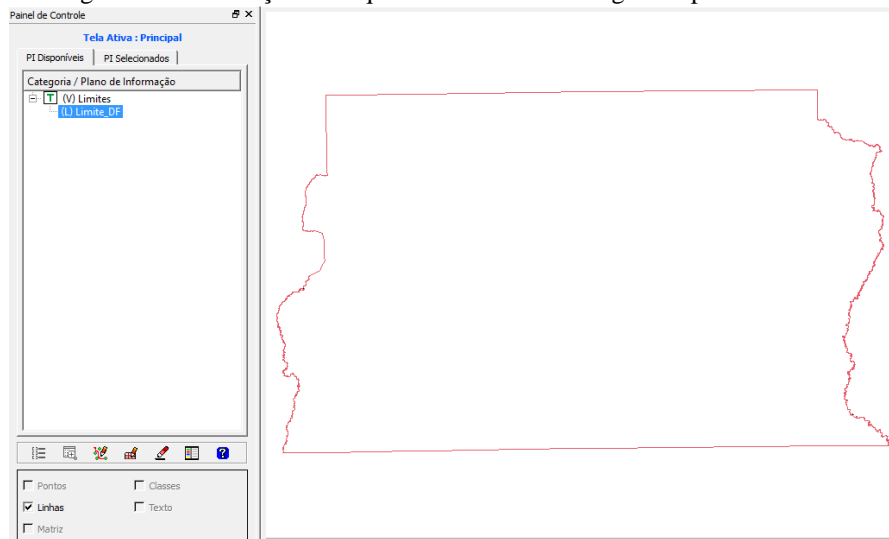 Painel de Controle
Tela Ativa : Principal
PI Disponíveis
PI Selecionados
Categoria / Plano de Informação
T (V) Limites
(L) Limite_DF
Pontos
Classes
Linhas
Texto
Matriz